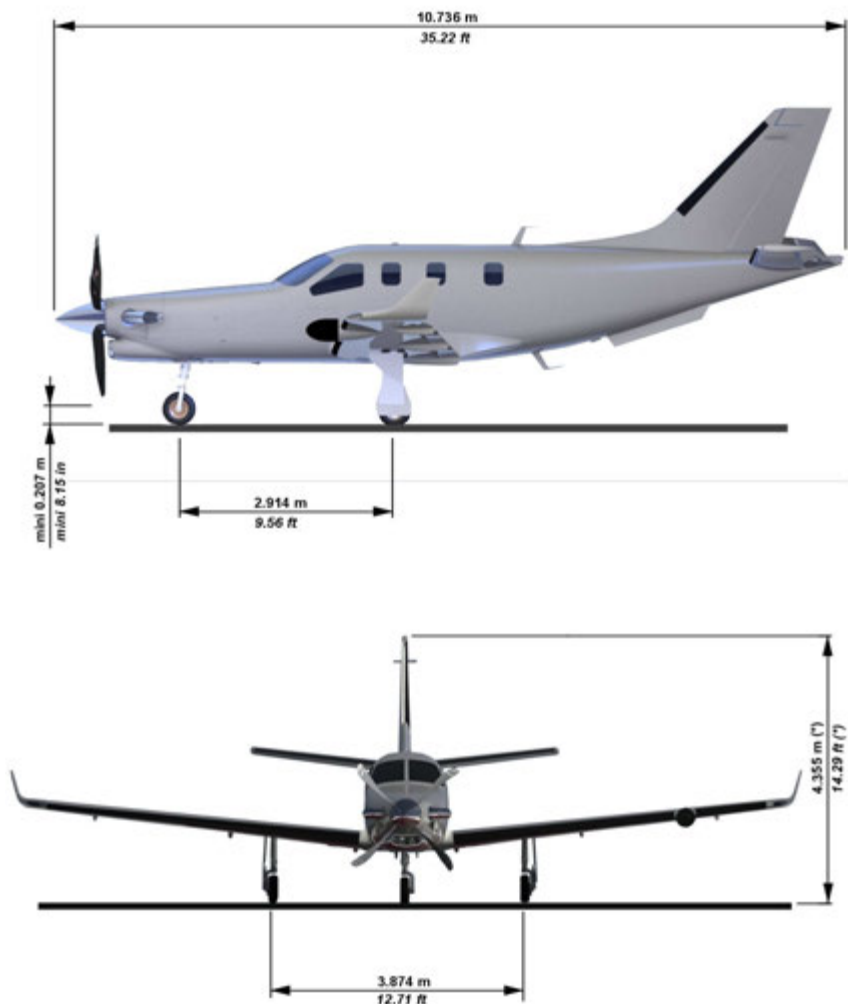 10.736 m
35.22 ft
mini 0.207 m
mini 8.15 in
2.914 m
9.56 ft
4.355 m (*)
14.29 ft (*)
3.874 m
12.71 ft